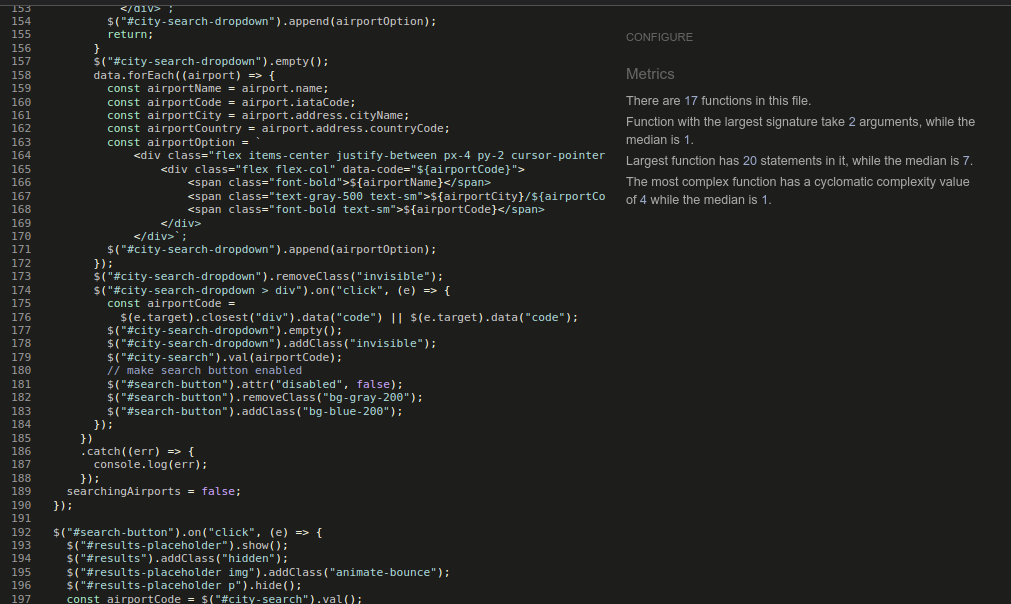 153 </div>`;
154 $("#city-search-dropdown").append(airportOption);
155 return;
156 }
157 $("#city-search-dropdown").empty();
158 data.forEach((airport) => {
159 const airportName = airport.name;
160 const airportCode = airport.iataCode;
161 const airportCity = airport.address.cityName;
162 const airportCountry = airport.address.countryCode;
163 const airportOption = `
164 <div class="flex items-center justify-between px-4 py-2 cursor-pointer
165 <div class="flex flex-col" data-code="${airportCode}">
166 <span class="font-bold">${airportName}</span>
167 <span class="text-gray-500 text-sm">${airportCity}/${airportCo
168 <span class="font-bold text-sm">${airportCode}</span>
169 </div>
170 </div>`;
171 $("#city-search-dropdown").append(airportOption);
172 });
173 $("#city-search-dropdown").removeClass("invisible");
174 $("#city-search-dropdown > div").on("click", (e) => {
175 const airportCode =
176 $(e.target).closest("div").data("code") || $(e.target).data("code");
177 $("#city-search-dropdown").empty();
178 $("#city-search-dropdown").addClass("invisible");
179 $("#city-search").val(airportCode);
180 // make search button enabled
181 $("#search-button").attr("disabled", false);
182 $("#search-button").removeClass("bg-gray-200");
183 $("#search-button").addClass("bg-blue-200");
184 });
185 })
186 .catch((err) => {
187 console.log(err);
188 });
189 searchingAirports = false;
190 });
191
192 $("#search-button").on("click", (e) => {
193 $("#results-placeholder").show();
194 $("#results").addClass("hidden");
195 $("#results-placeholder img").addClass("animate-bounce");
196 $("#results-placeholder p").hide();
197 const airportCode = $("#city-search").val();
CONFIGURE
Metrics
There are 17 functions in this file.
Function with the largest signature take 2 arguments, while the
median is 1.
Largest function has 20 statements in it, while the median is 7.
The most complex function has a cyclomatic complexity value
of 4 while the median is 1.